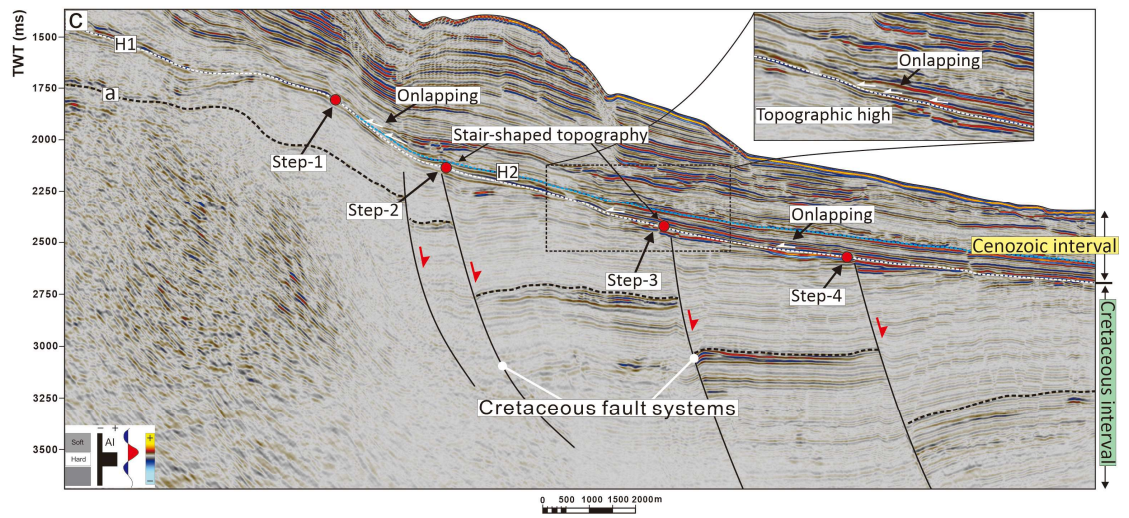 C
TWT (ms)
1500
1750
2000
2250
2500
2750
3000
3250
3500
H1
a
Onlapping
Onlapping
Topographic high
Step-1
Stair-shaped topography
H2
Step-2
Onlapping
Step-3
Step-4
Cenozoic interval
Cretaceous interval
Cretaceous fault systems
− +
Soft
AI
Hard
+
−
0 500 1000 1500 2000m